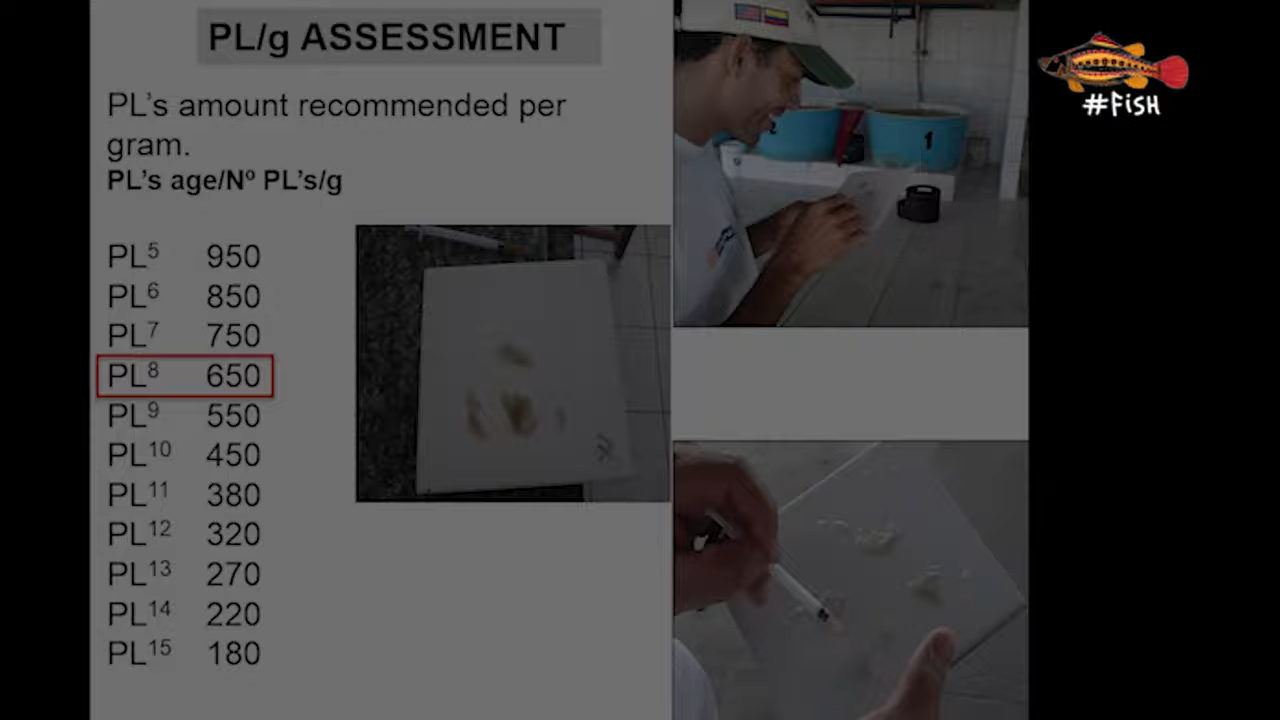 PL/g ASSESSMENT
PL's amount recommended per
gram.
PL's age/Nº PL's/g
PL⁵ 950
PL⁶ 850
PL⁷ 750
PL⁸ 650
PL⁹ 550
PL¹⁰ 450
PL¹¹ 380
PL¹² 320
PL¹³ 270
PL¹⁴ 220
PL¹⁵ 180
1
#FiSH